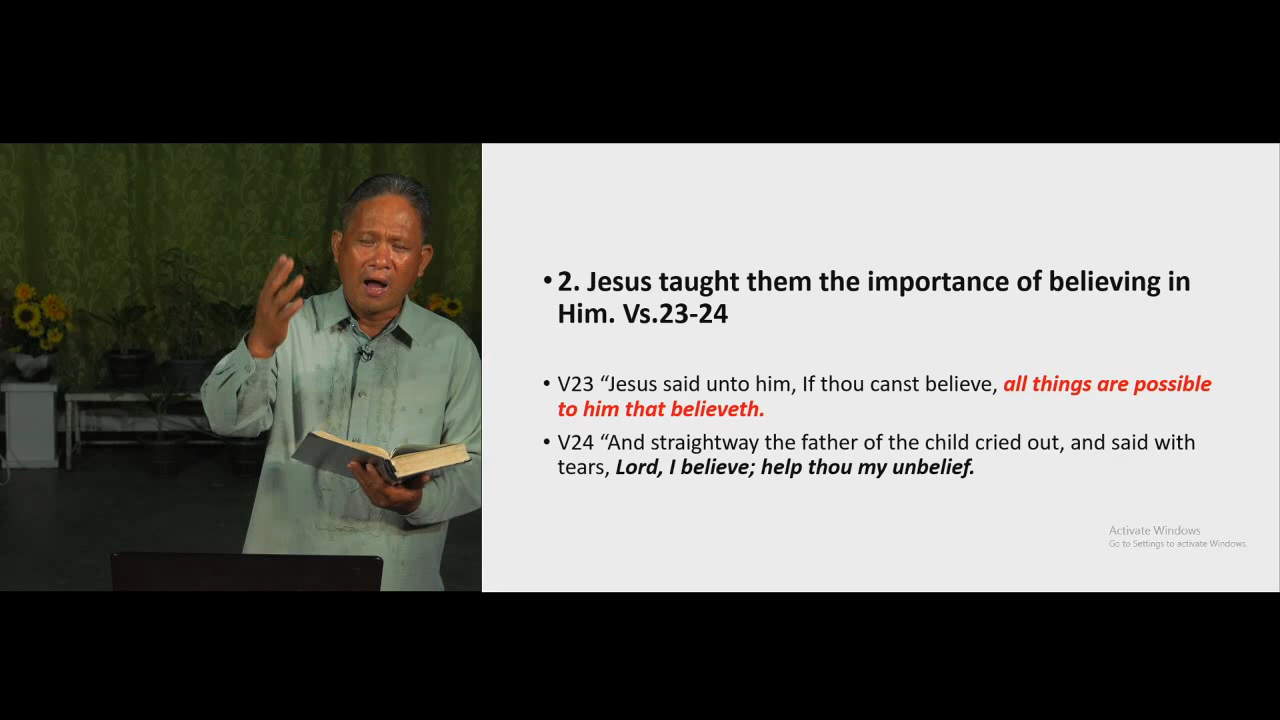 • 2. Jesus taught them the importance of believing in
Him. Vs.23-24
• V23 “Jesus said unto him, If thou canst believe, all things are possible
to him that believeth.
• V24 “And straightway the father of the child cried out, and said with
tears, Lord, I believe; help thou my unbelief.
Activate Windows
Go to Settings to activate Windows.